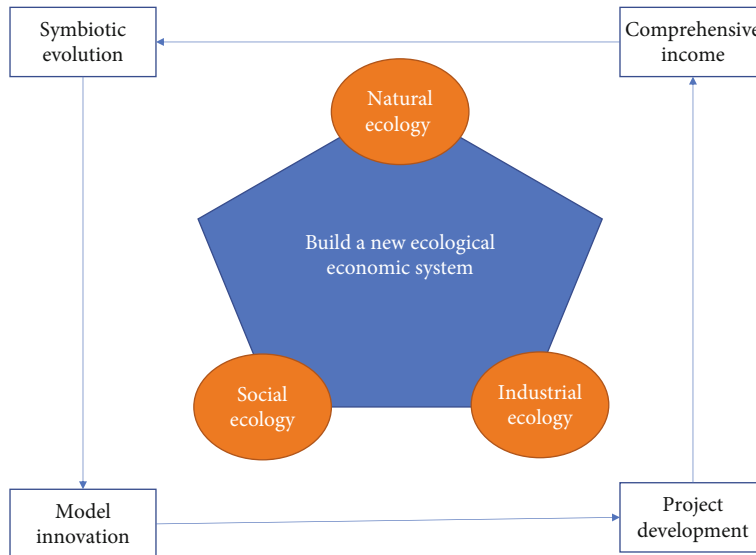 Symbiotic
evolution
Comprehensive
income
Natural
ecology
Build a new ecological
economic system
Social
ecology
Industrial
ecology
Model
innovation
Project
development